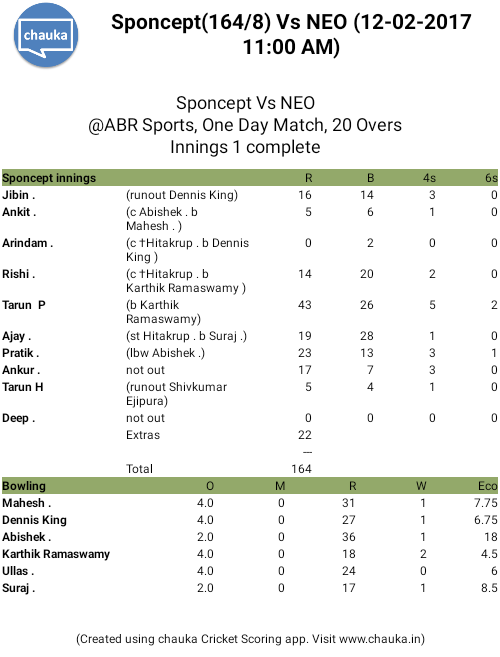 chauka
Sponcept(164/8) Vs NEO (12-02-2017
11:00 AM)
Sponcept Vs NEO
@ABR Sports, One Day Match, 20 Overs
Innings 1 complete
Sponcept innings R B 4s 6s
Jibin . (runout Dennis King) 16 14 3 0
Ankit . (c Abishek . b 5 6 1 0
Mahesh . )
Arindam . (c †Hitakrup . b Dennis 0 2 0 0
King )
Rishi . (c †Hitakrup . b 14 20 2 0
Karthik Ramaswamy )
Tarun P (b Karthik 43 26 5 2
Ramaswamy)
Ajay . (st Hitakrup . b Suraj .) 19 28 1 0
Pratik . (lbw Abishek .) 23 13 3 1
Ankur . not out 17 7 3 0
Tarun H (runout Shivkumar 5 4 1 0
Ejipura)
Deep . not out 0 0 0 0
Extras 22
---
Total 164
Bowling O M R W Eco
Mahesh . 4.0 0 31 1 7.75
Dennis King 4.0 0 27 1 6.75
Abishek . 2.0 0 36 1 18
Karthik Ramaswamy 4.0 0 18 2 4.5
Ullas . 4.0 0 24 0 6
Suraj . 2.0 0 17 1 8.5
(Created using chauka Cricket Scoring app. Visit www.chauka.in)